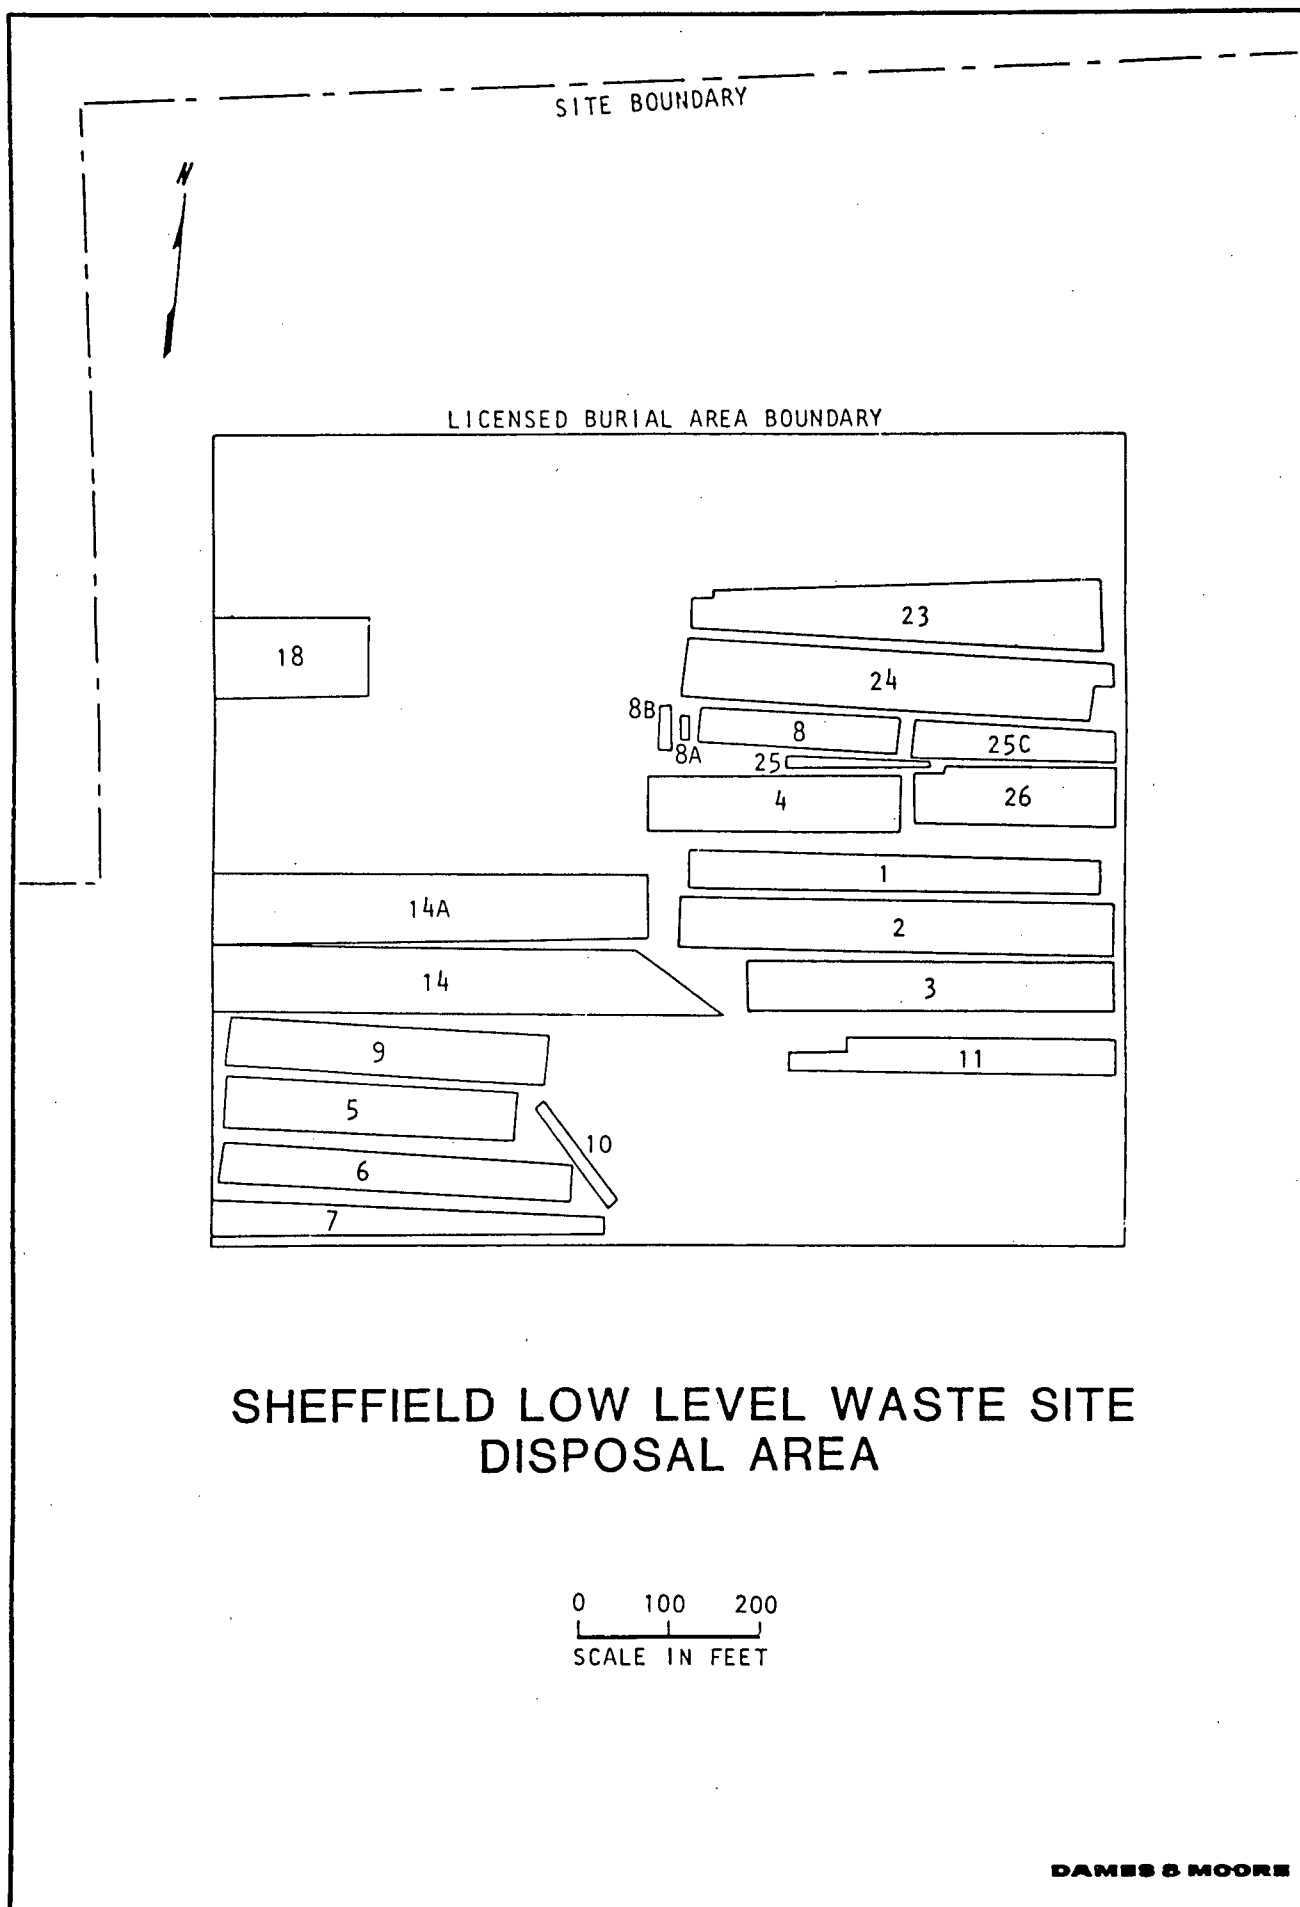 SITE BOUNDARY
N
LICENSED BURIAL AREA BOUNDARY
23
18
24
8B
8
25C
8A
25
4
26
1
14A
2
14
3
9
11
5
10
6
7
SHEFFIELD LOW LEVEL WASTE SITE
DISPOSAL AREA
0 100 200
SCALE IN FEET
DAMES & MOORE